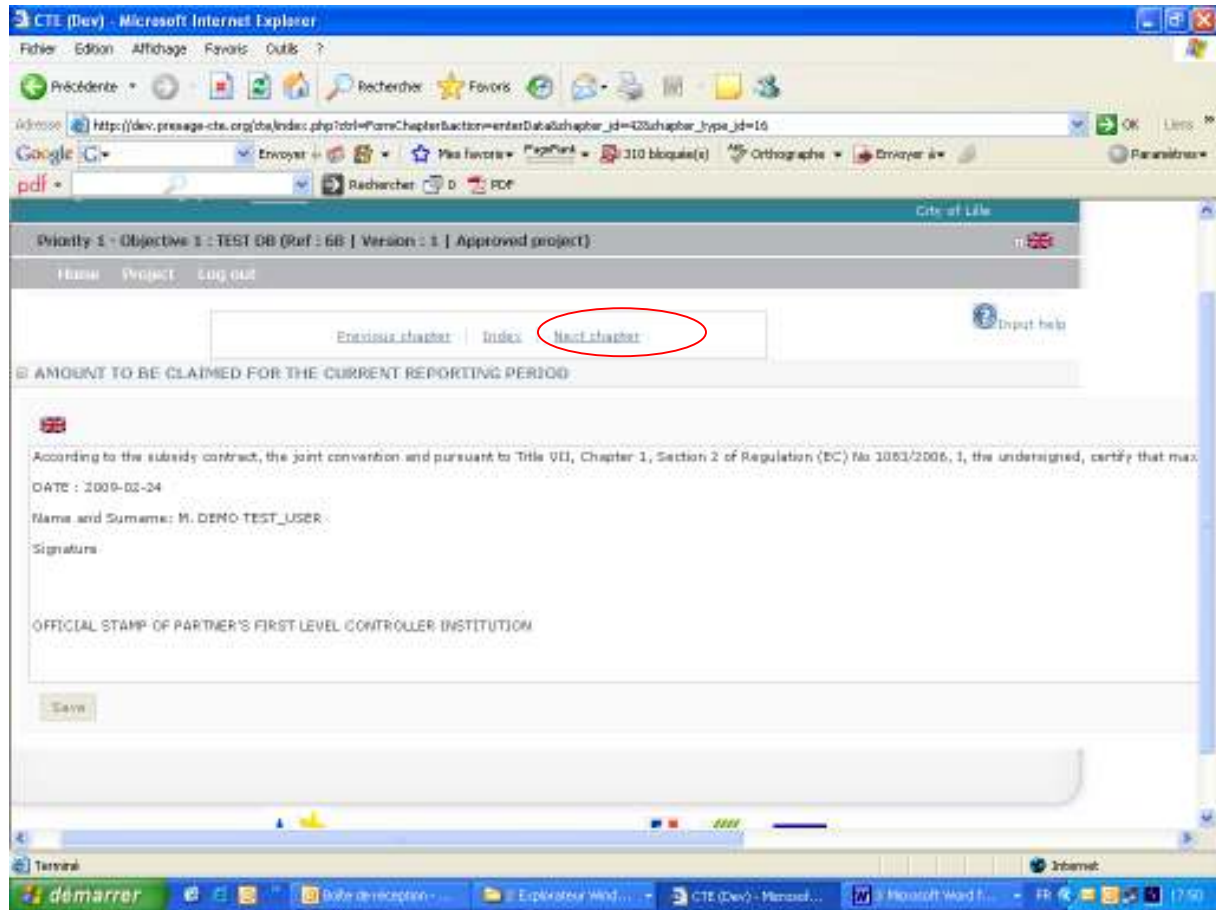 CTE (Dev) - Microsoft Internet Explorer
Fichier Edition Affichage Favoris Outils ?
Précédente Rechercher Favoris
Adresse http://dev.presage-cte.org/cte/index.php?ctrl=FormChapter&action=enterData&chapter_id=428&chapter_type_id=16 OK Liens »
Google G Envoyer Mes favoris PageRank 310 bloquée(s) Orthographe Envoyer à Paramètres
pdf Rechercher D PDF
City of Lille
Priority 1 - Objective 1 : TEST DB (Ref : 68 | Version : 1 | Approved project)
Home Project Log out
Previous chapter | Index | Next chapter
Input help
AMOUNT TO BE CLAIMED FOR THE CURRENT REPORTING PERIOD
According to the subsidy contract, the joint convention and pursuant to Title VII, Chapter 1, Section 2 of Regulation (EC) No 1083/2006, I, the undersigned, certify that max
DATE : 2009-02-24
Name and Surname: M. DEMO TEST_USER
Signature
OFFICIAL STAMP OF PARTNER'S FIRST LEVEL CONTROLLER INSTITUTION
Save
Terminé Internet
démarrer Boîte de réception - ... Explorateur Wind... CTE (Dev) - Microsof... Microsoft Word FR 17:50